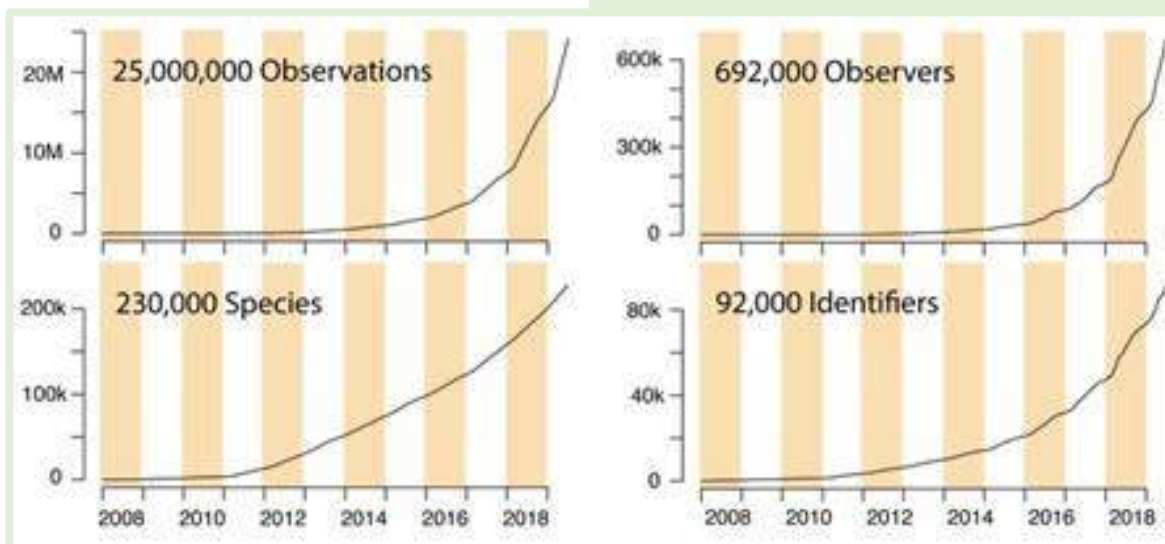 25,000,000 Observations
20M
10M
0
692,000 Observers
600k
300k
0
230,000 Species
200k
100k
0
2008 2010 2012 2014 2016 2018
92,000 Identifiers
80k
40k
0
2008 2010 2012 2014 2016 2018